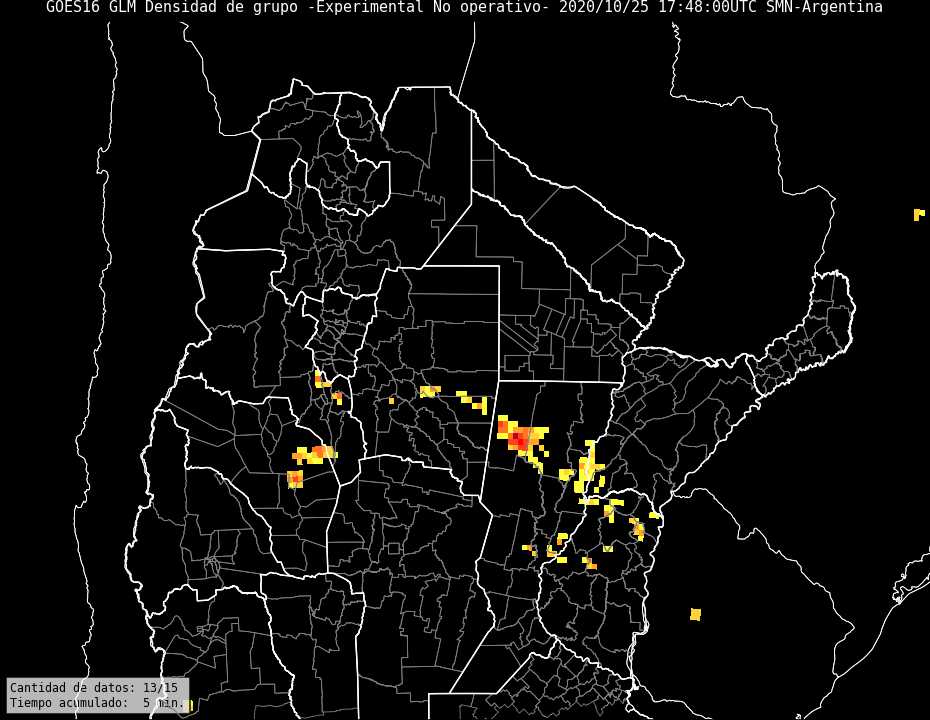 GOES16 GLM Densidad de grupo -Experimental No operativo- 2020/10/25 17:48:00UTC SMN-Argentina
Cantidad de datos: 13/15
Tiempo acumulado:  5 min.